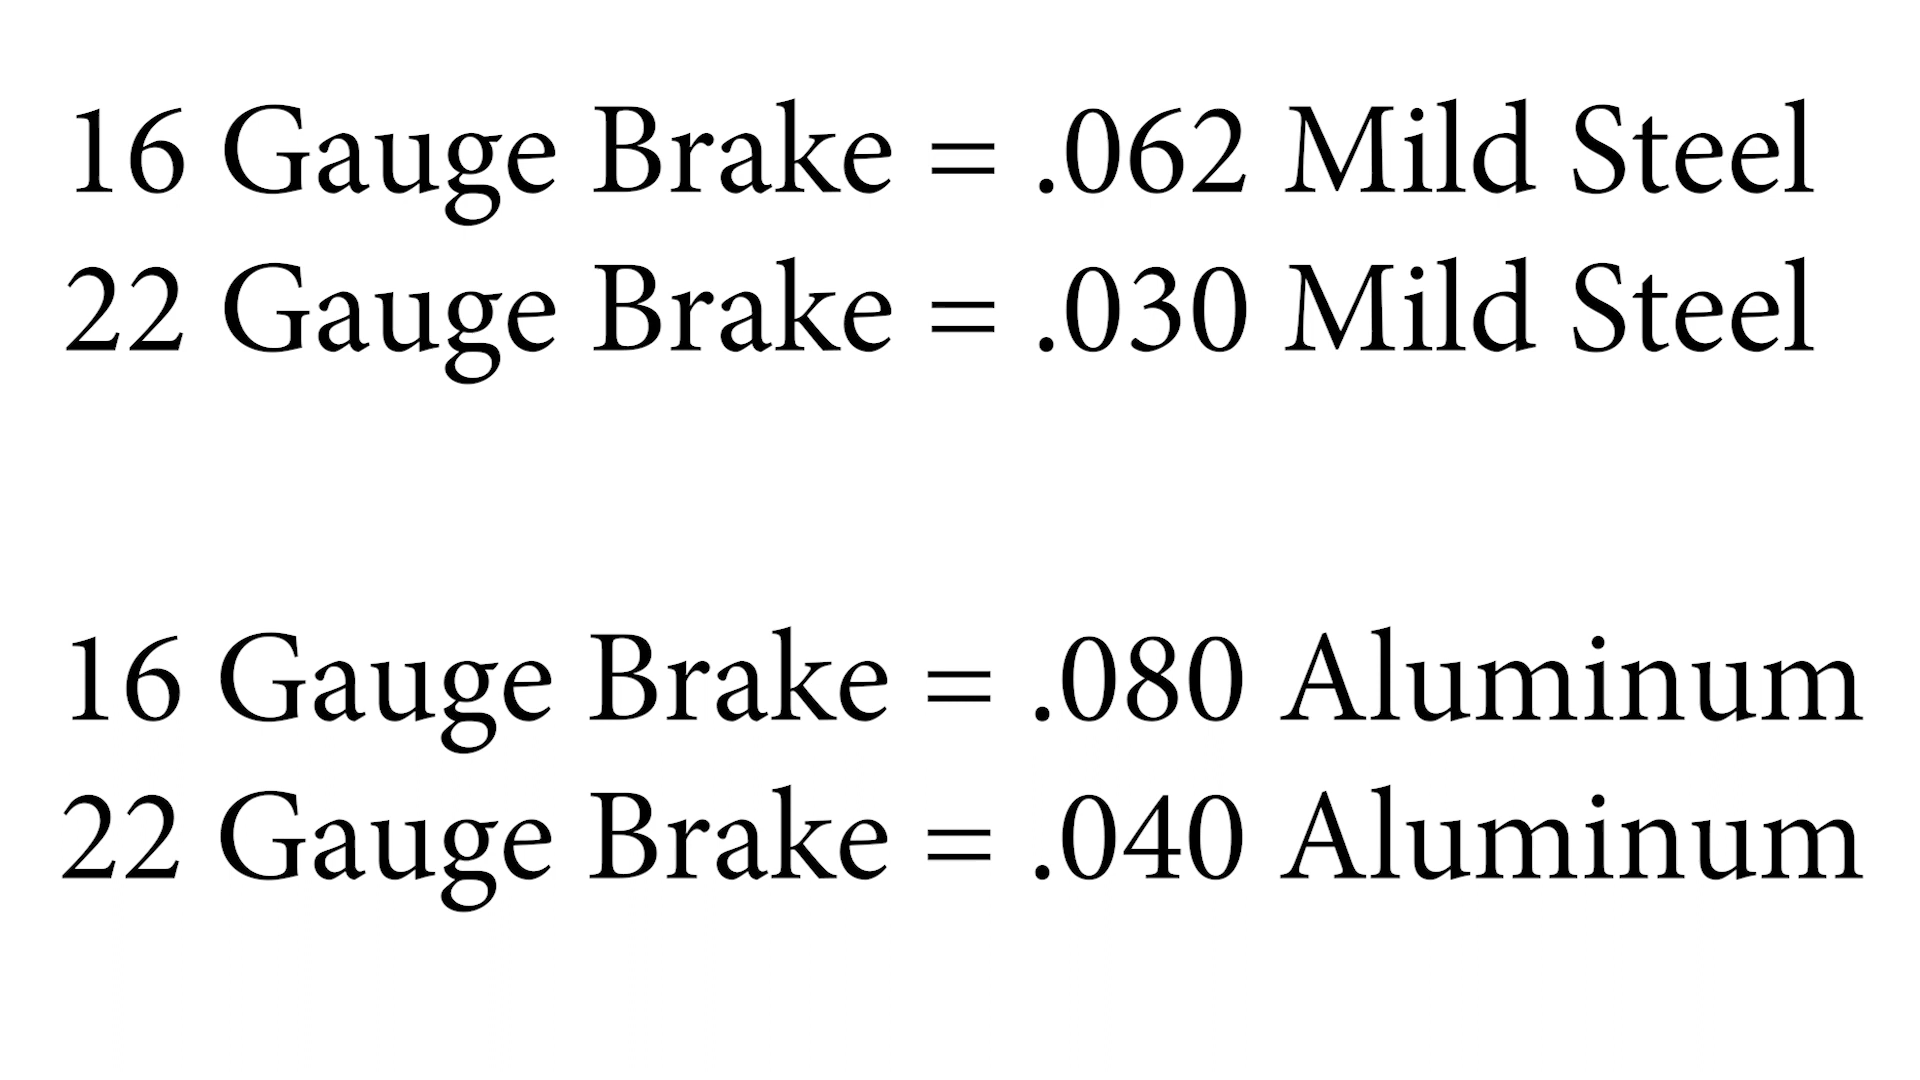 16 Gauge Brake = .062 Mild Steel
22 Gauge Brake = .030 Mild Steel
16 Gauge Brake = .080 Aluminum
22 Gauge Brake = .040 Aluminum